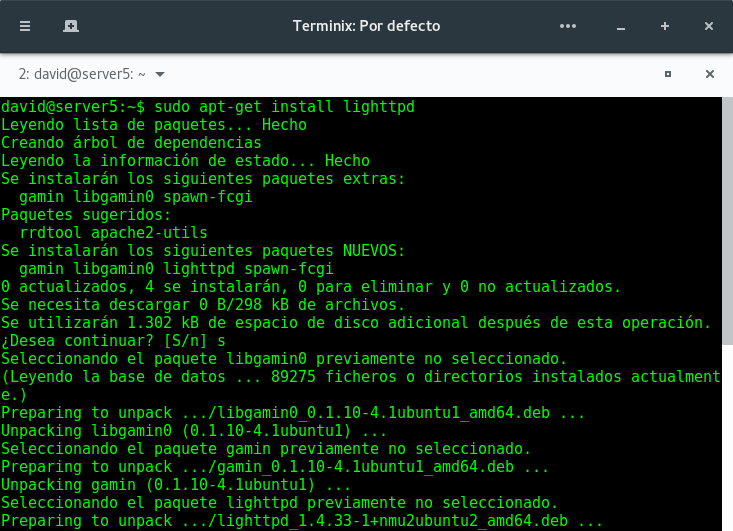 Terminix: Por defecto
2: david@server5: ~
david@server5:~$ sudo apt-get install lighttpd
Leyendo lista de paquetes... Hecho
Creando árbol de dependencias
Leyendo la información de estado... Hecho
Se instalarán los siguientes paquetes extras:
  gamin libgamin0 spawn-fcgi
Paquetes sugeridos:
  rrdtool apache2-utils
Se instalarán los siguientes paquetes NUEVOS:
  gamin libgamin0 lighttpd spawn-fcgi
0 actualizados, 4 se instalarán, 0 para eliminar y 0 no actualizados.
Se necesita descargar 0 B/298 kB de archivos.
Se utilizarán 1.302 kB de espacio de disco adicional después de esta operación.
¿Desea continuar? [S/n] s
Seleccionando el paquete libgamin0 previamente no seleccionado.
(Leyendo la base de datos ... 89275 ficheros o directorios instalados actualment
e.)
Preparing to unpack .../libgamin0_0.1.10-4.1ubuntu1_amd64.deb ...
Unpacking libgamin0 (0.1.10-4.1ubuntu1) ...
Seleccionando el paquete gamin previamente no seleccionado.
Preparing to unpack .../gamin_0.1.10-4.1ubuntu1_amd64.deb ...
Unpacking gamin (0.1.10-4.1ubuntu1) ...
Seleccionando el paquete lighttpd previamente no seleccionado.
Preparing to unpack .../lighttpd_1.4.33-1+nmu2ubuntu2_amd64.deb ...